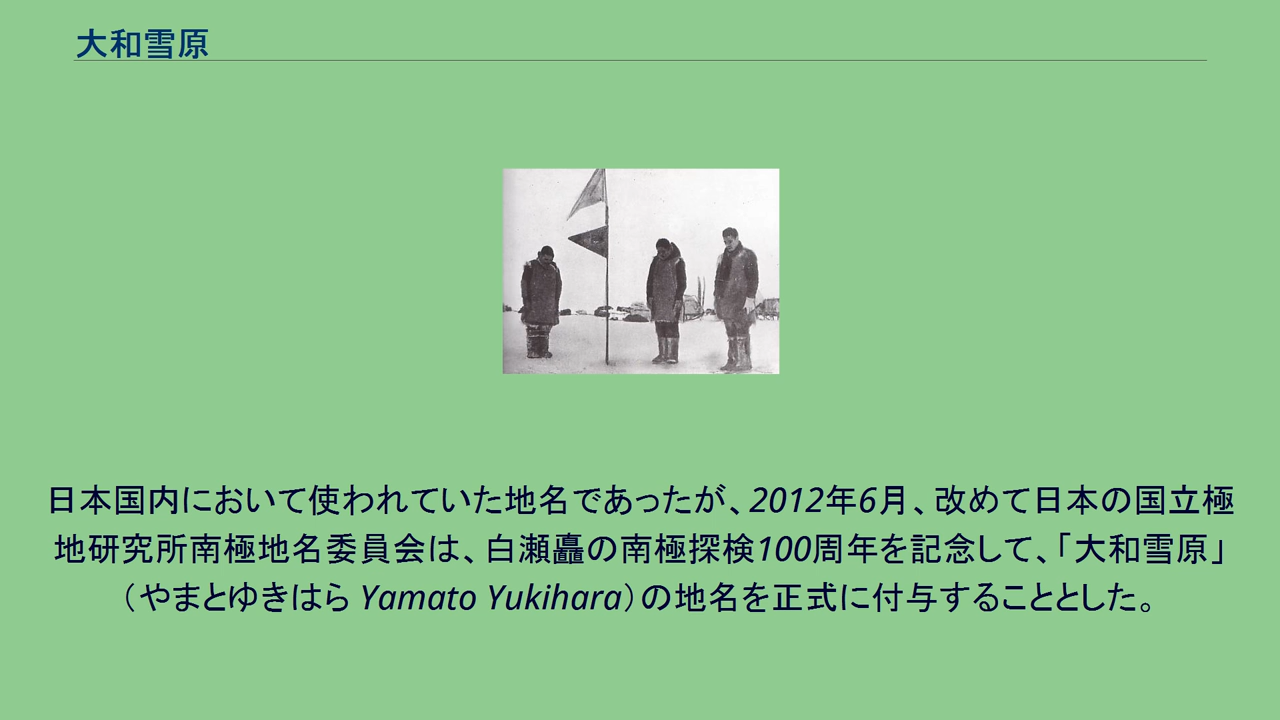 大和雪原
日本国内において使われていた地名であったが、2012年6月、改めて日本の国立極
地研究所南極地名委員会は、白瀬矗の南極探検100周年を記念して、「大和雪原」
（やまとゆきはら Yamato Yukihara）の地名を正式に付与することとした。